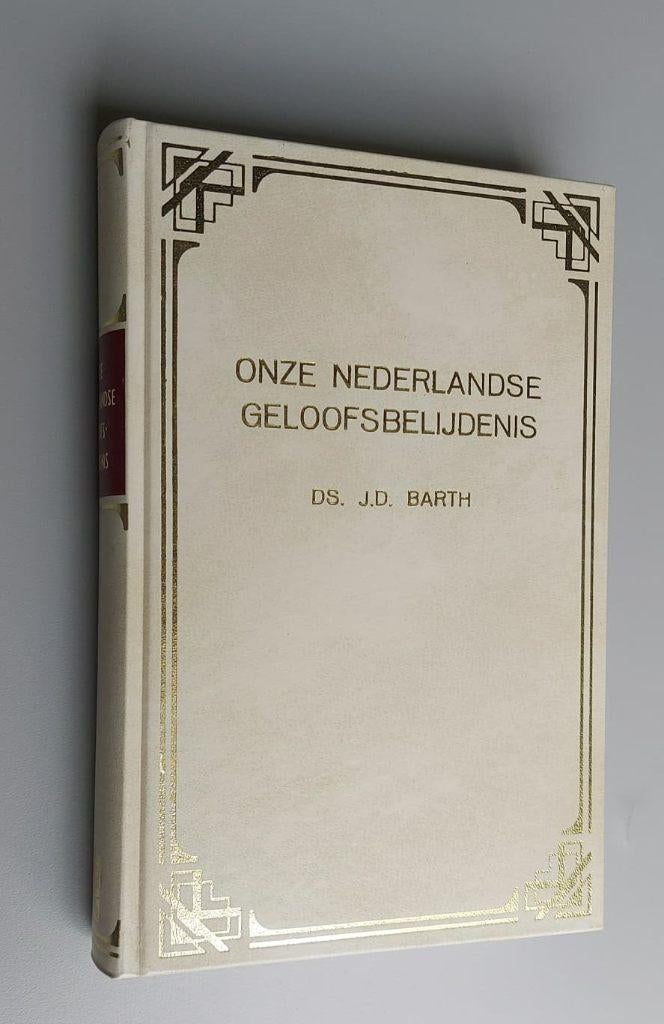 ONZE NEDERLANDSE
GELOOFSBELIJDENIS
DS. J.D. BARTH